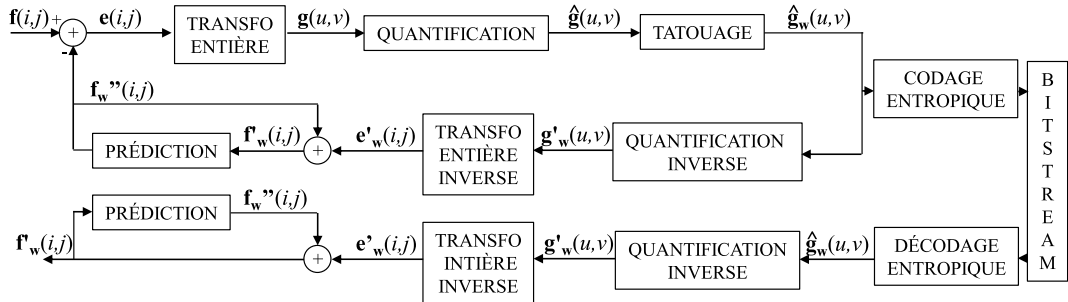 f(i,j) + e(i,j) TRANSFO ENTIÈRE g(u,v) QUANTIFICATION ĝ(u,v) TATOUAGE ĝw(u,v)
+
-
CODAGE
ENTROPIQUE
BITSTREAM
fw''(i,j)
PRÉDICTION
f'w(i,j)
+
e'w(i,j)
TRANSFO
ENTIÈRE
INVERSE
g'w(u,v)
QUANTIFICATION
INVERSE
PRÉDICTION
fw''(i,j)
f'w(i,j)
+
e'w(i,j)
TRANSFO
INTIÈRE
INVERSE
g'w(u,v)
QUANTIFICATION
INVERSE
ĝw(u,v)
DÉCODAGE
ENTROPIQUE